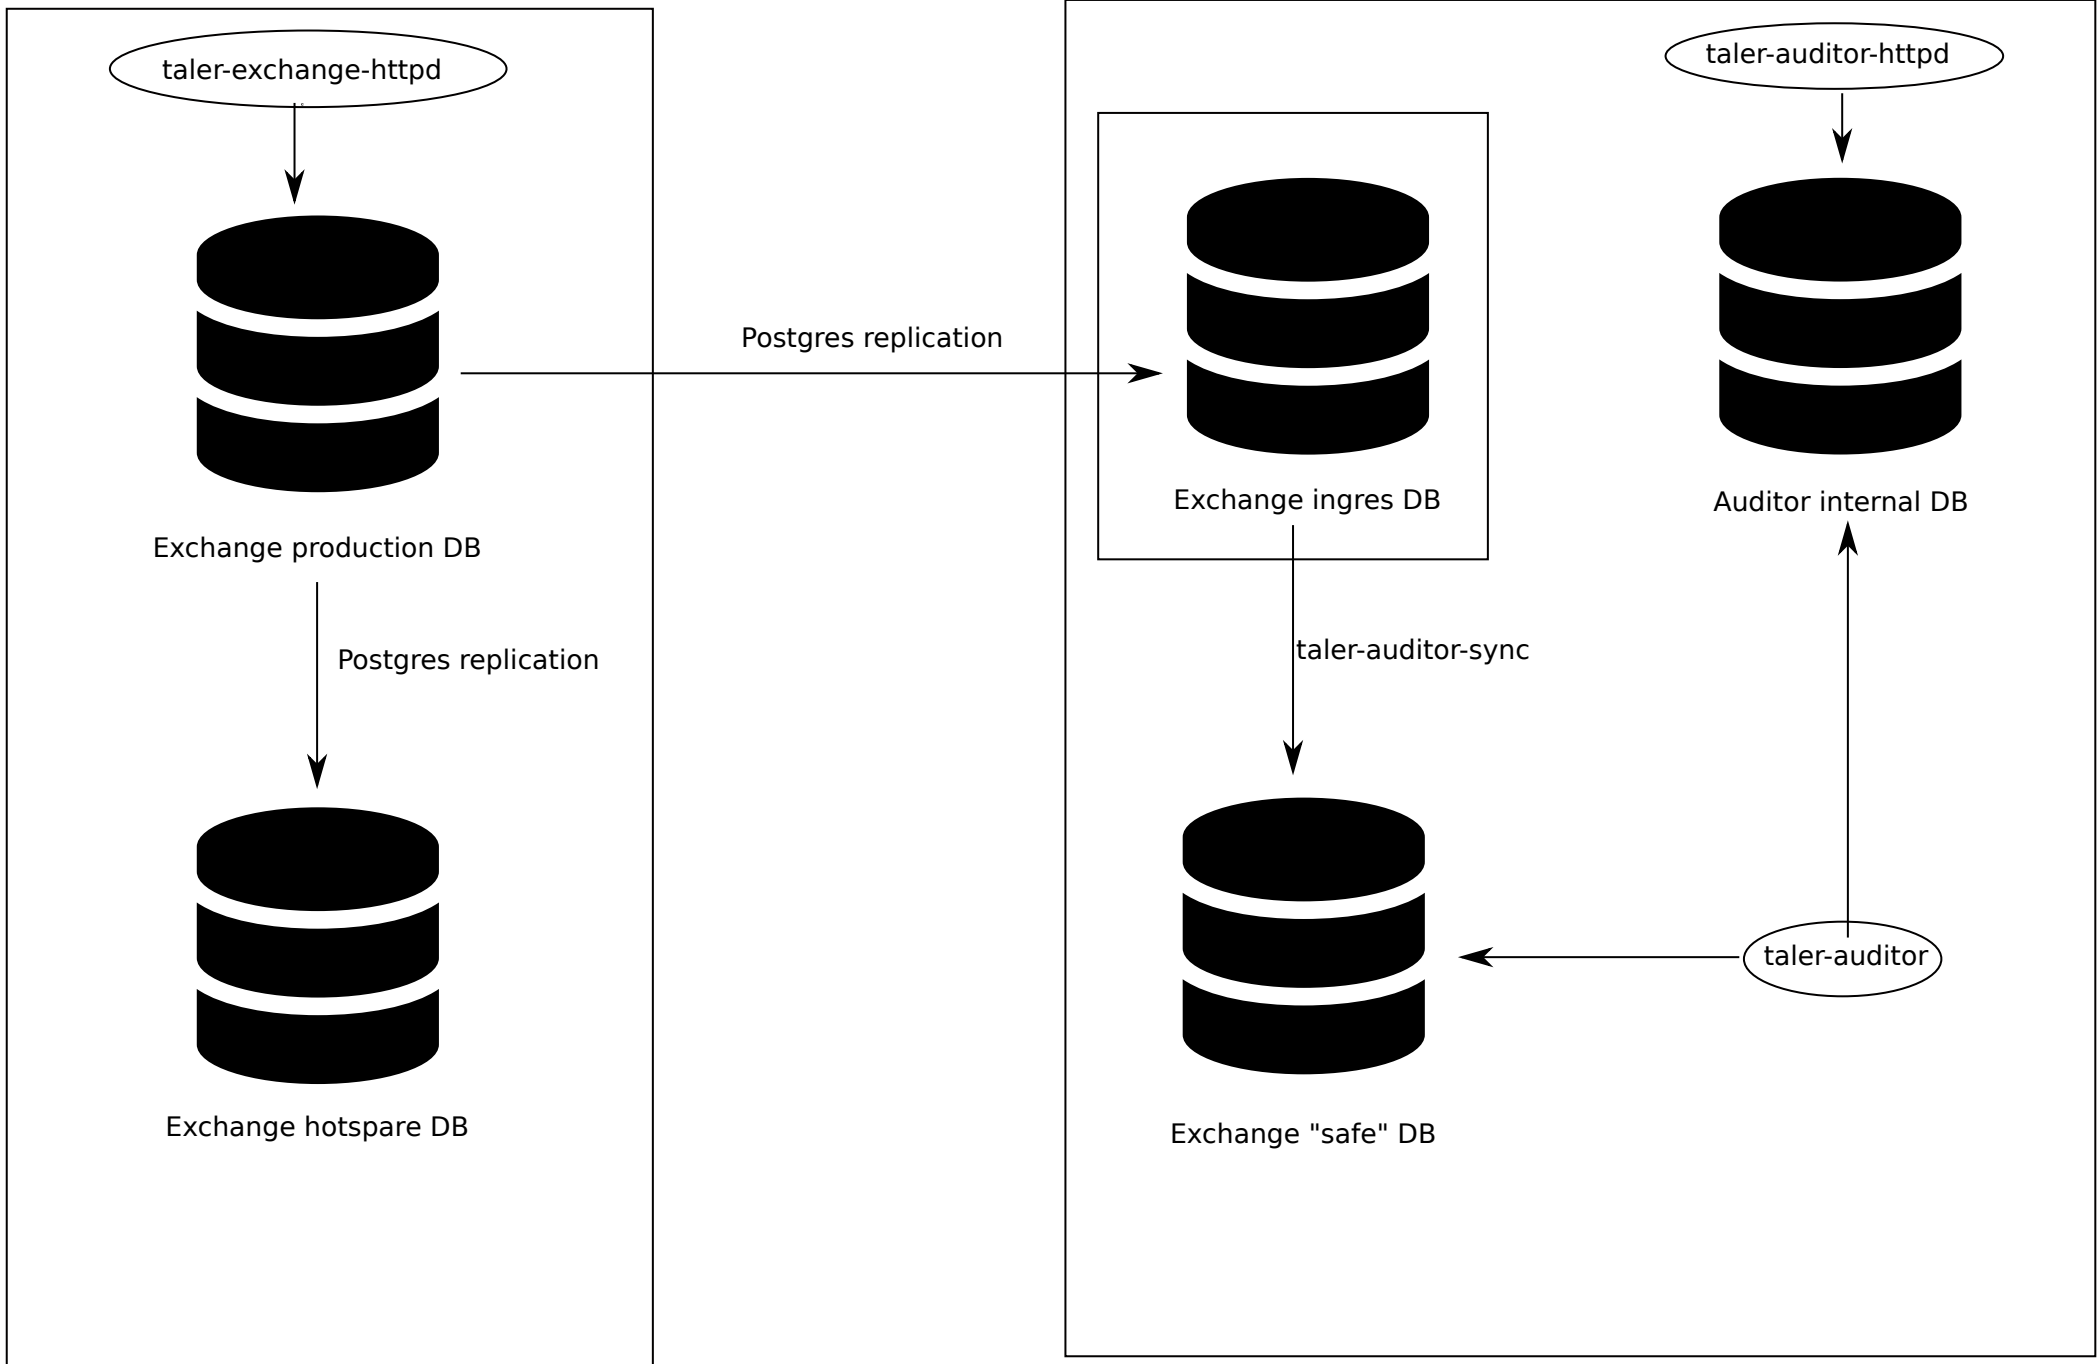 taler-exchange-httpd
taler-auditor-httpd
Postgres replication
Exchange ingres DB
Auditor internal DB
Exchange production DB
Postgres replication
taler-auditor-sync
taler-auditor
Exchange hotspare DB
Exchange "safe" DB